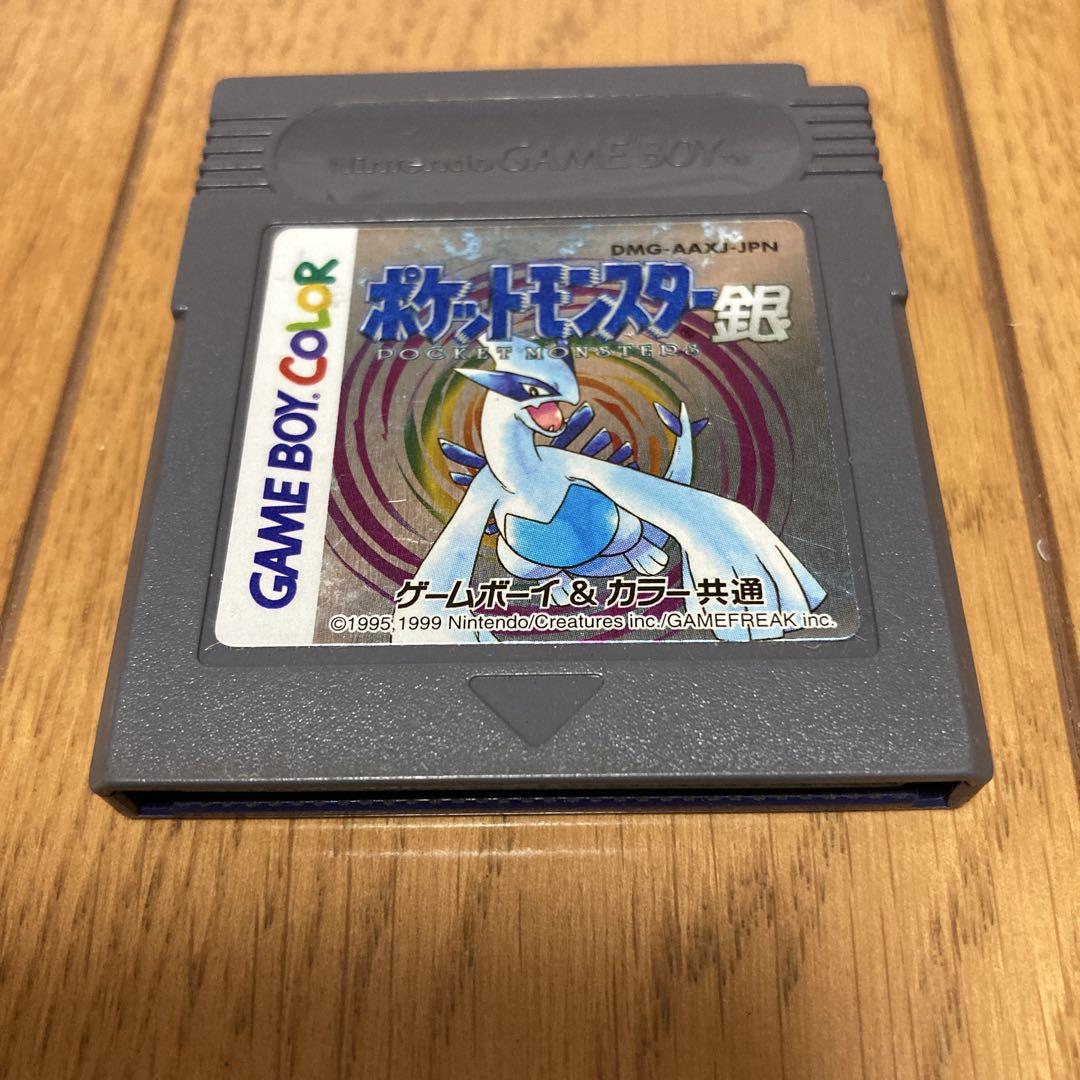 Nintendo GAME BOY™
DMG-AAXJ-JPN
ポケットモンスター銀
POCKET MONSTERS
GAME BOY COLOR
ゲームボーイ & カラー共通
©1995,1999 Nintendo/Creatures inc./GAMEFREAK inc.